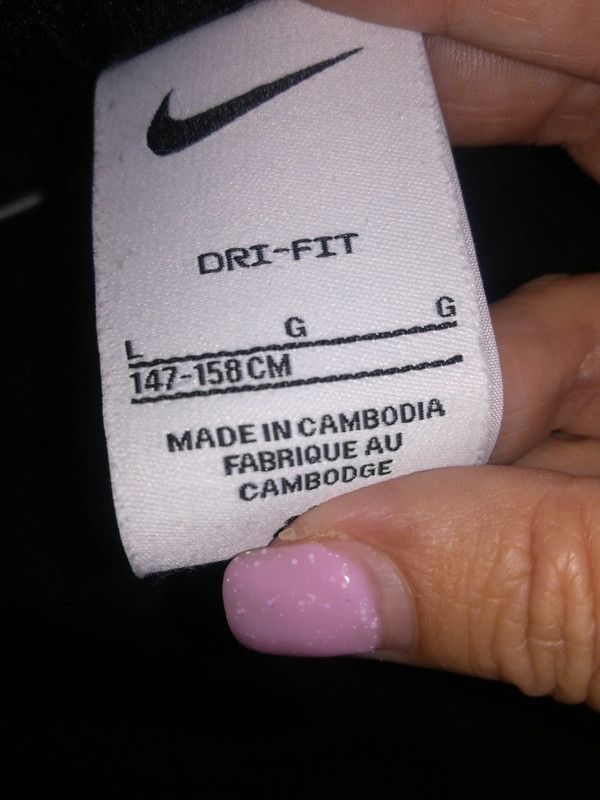 DRI-FIT
L G G
147-158 CM
MADE IN CAMBODIA
FABRIQUE AU
CAMBODGE